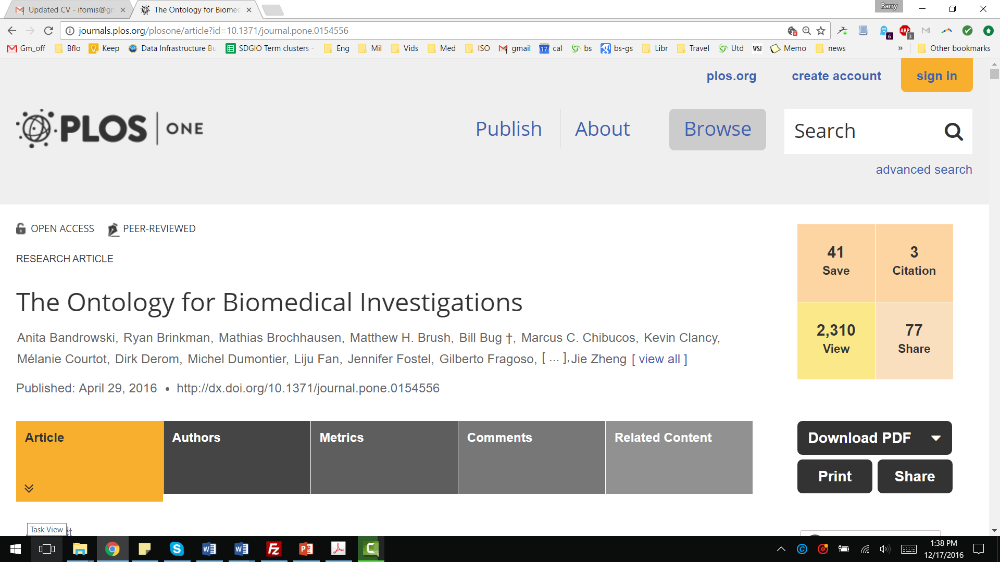 Updated CV - ifomis@gm
The Ontology for Biomed
Barry
journals.plos.org/plosone/article?id=10.1371/journal.pone.0154556
6
ABP
3
Gm_off
Bflo
Keep
Data Infrastructure Bu
SDGIO Term clusters -
Eng
Mil
Vids
Med
ISO
gmail
17
cal
bs
bs-gs
Libr
Travel
Utd
WSJ
Memo
news
»
Other bookmarks
plos.org
create account
sign in
PLOS | ONE
Publish
About
Browse
Search
advanced search
OPEN ACCESS
PEER-REVIEWED
RESEARCH ARTICLE
41
Save
3
Citation
2,310
View
77
Share
The Ontology for Biomedical Investigations
Anita Bandrowski, Ryan Brinkman, Mathias Brochhausen, Matthew H. Brush, Bill Bug †, Marcus C. Chibucos, Kevin Clancy,
Mélanie Courtot, Dirk Derom, Michel Dumontier, Liju Fan, Jennifer Fostel, Gilberto Fragoso, [ ... ], Jie Zheng [ view all ]
Published: April 29, 2016 • http://dx.doi.org/10.1371/journal.pone.0154556
Article
Authors
Metrics
Comments
Related Content
Download PDF
Print
Share
Task View
1:38 PM
12/17/2016